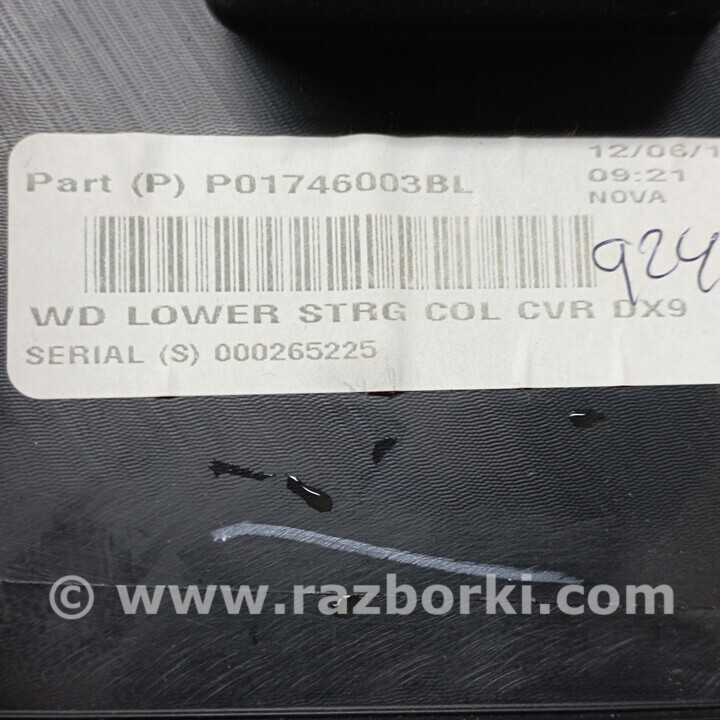 12/06/1
Part (P) P01746003BL
09:21
NOVA
924
WD LOWER STRG COL CVR DX9
SERIAL (S) 000265225
© www.razborki.com